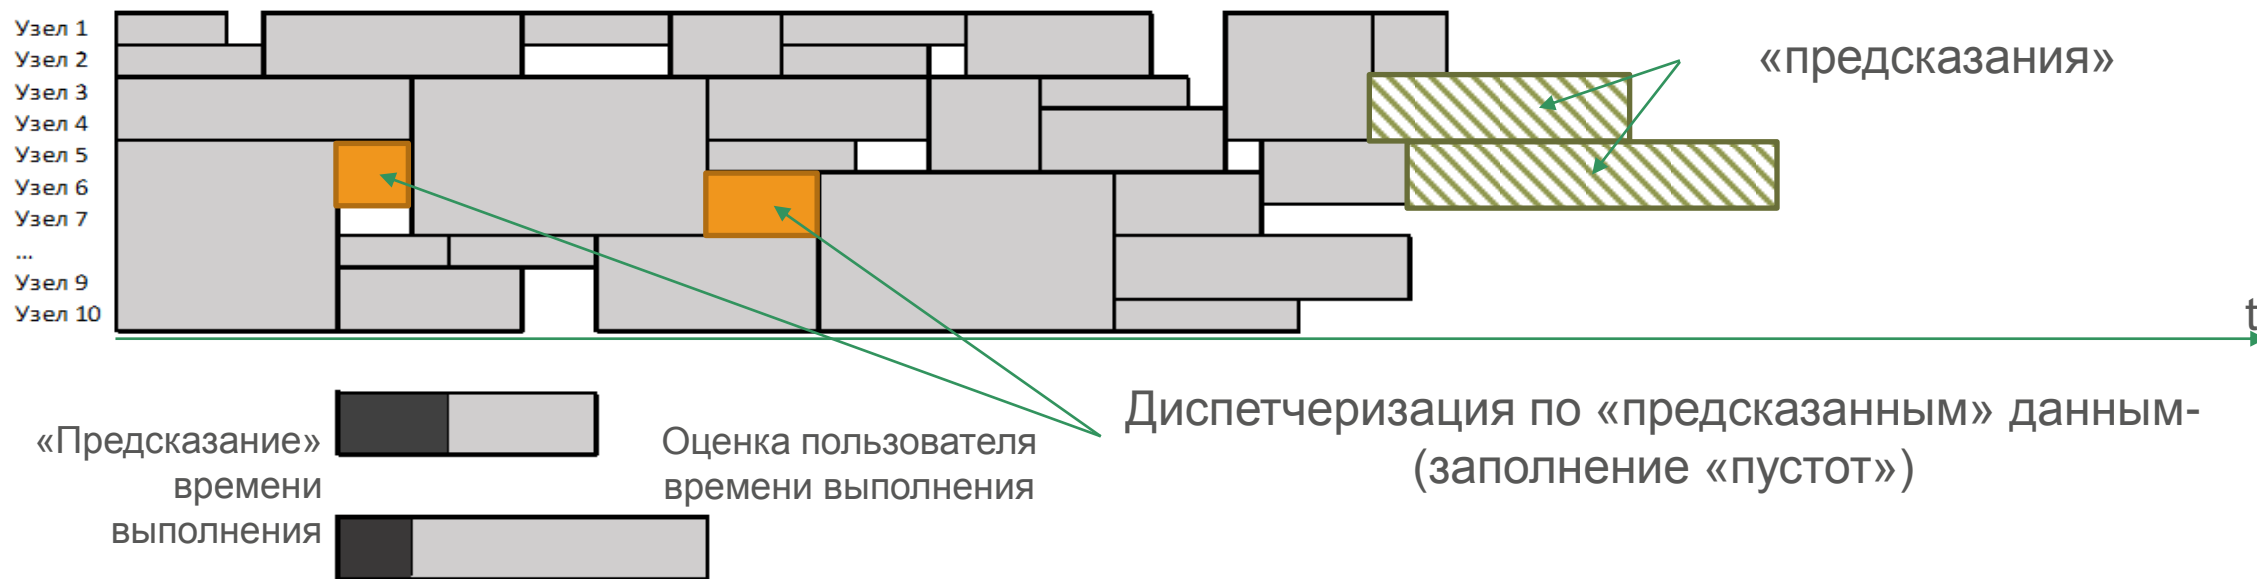 Узел 1
Узел 2
Узел 3
Узел 4
Узел 5
Узел 6
Узел 7
...
Узел 9
Узел 10
«предсказания»
t
«Предсказание»
времени
выполнения
Оценка пользователя
времени выполнения
Диспетчеризация по «предсказанным» данным-
(заполнение «пустот»)